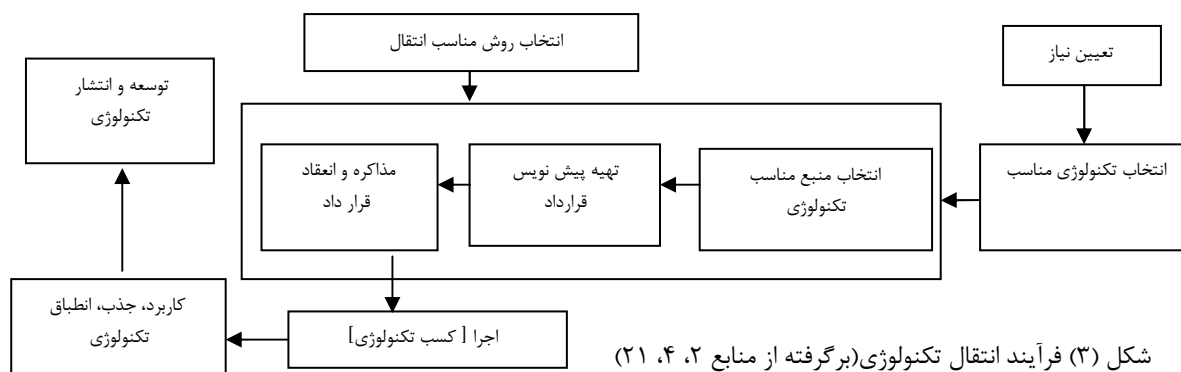 تعیین نیاز
انتخاب تکنولوژی مناسب
انتخاب روش مناسب انتقال
انتخاب منبع مناسب
تکنولوژی
تهیه پیش نویس
قرارداد
مذاکره و انعقاد
قرار داد
اجرا [ کسب تکنولوژی]
کاربرد، جذب، انطباق
تکنولوژی
توسعه و انتشار
تکنولوژی
شکل (۳) فرآیند انتقال تکنولوژی(برگرفته از منابع ۲، ۴، ۲۱)